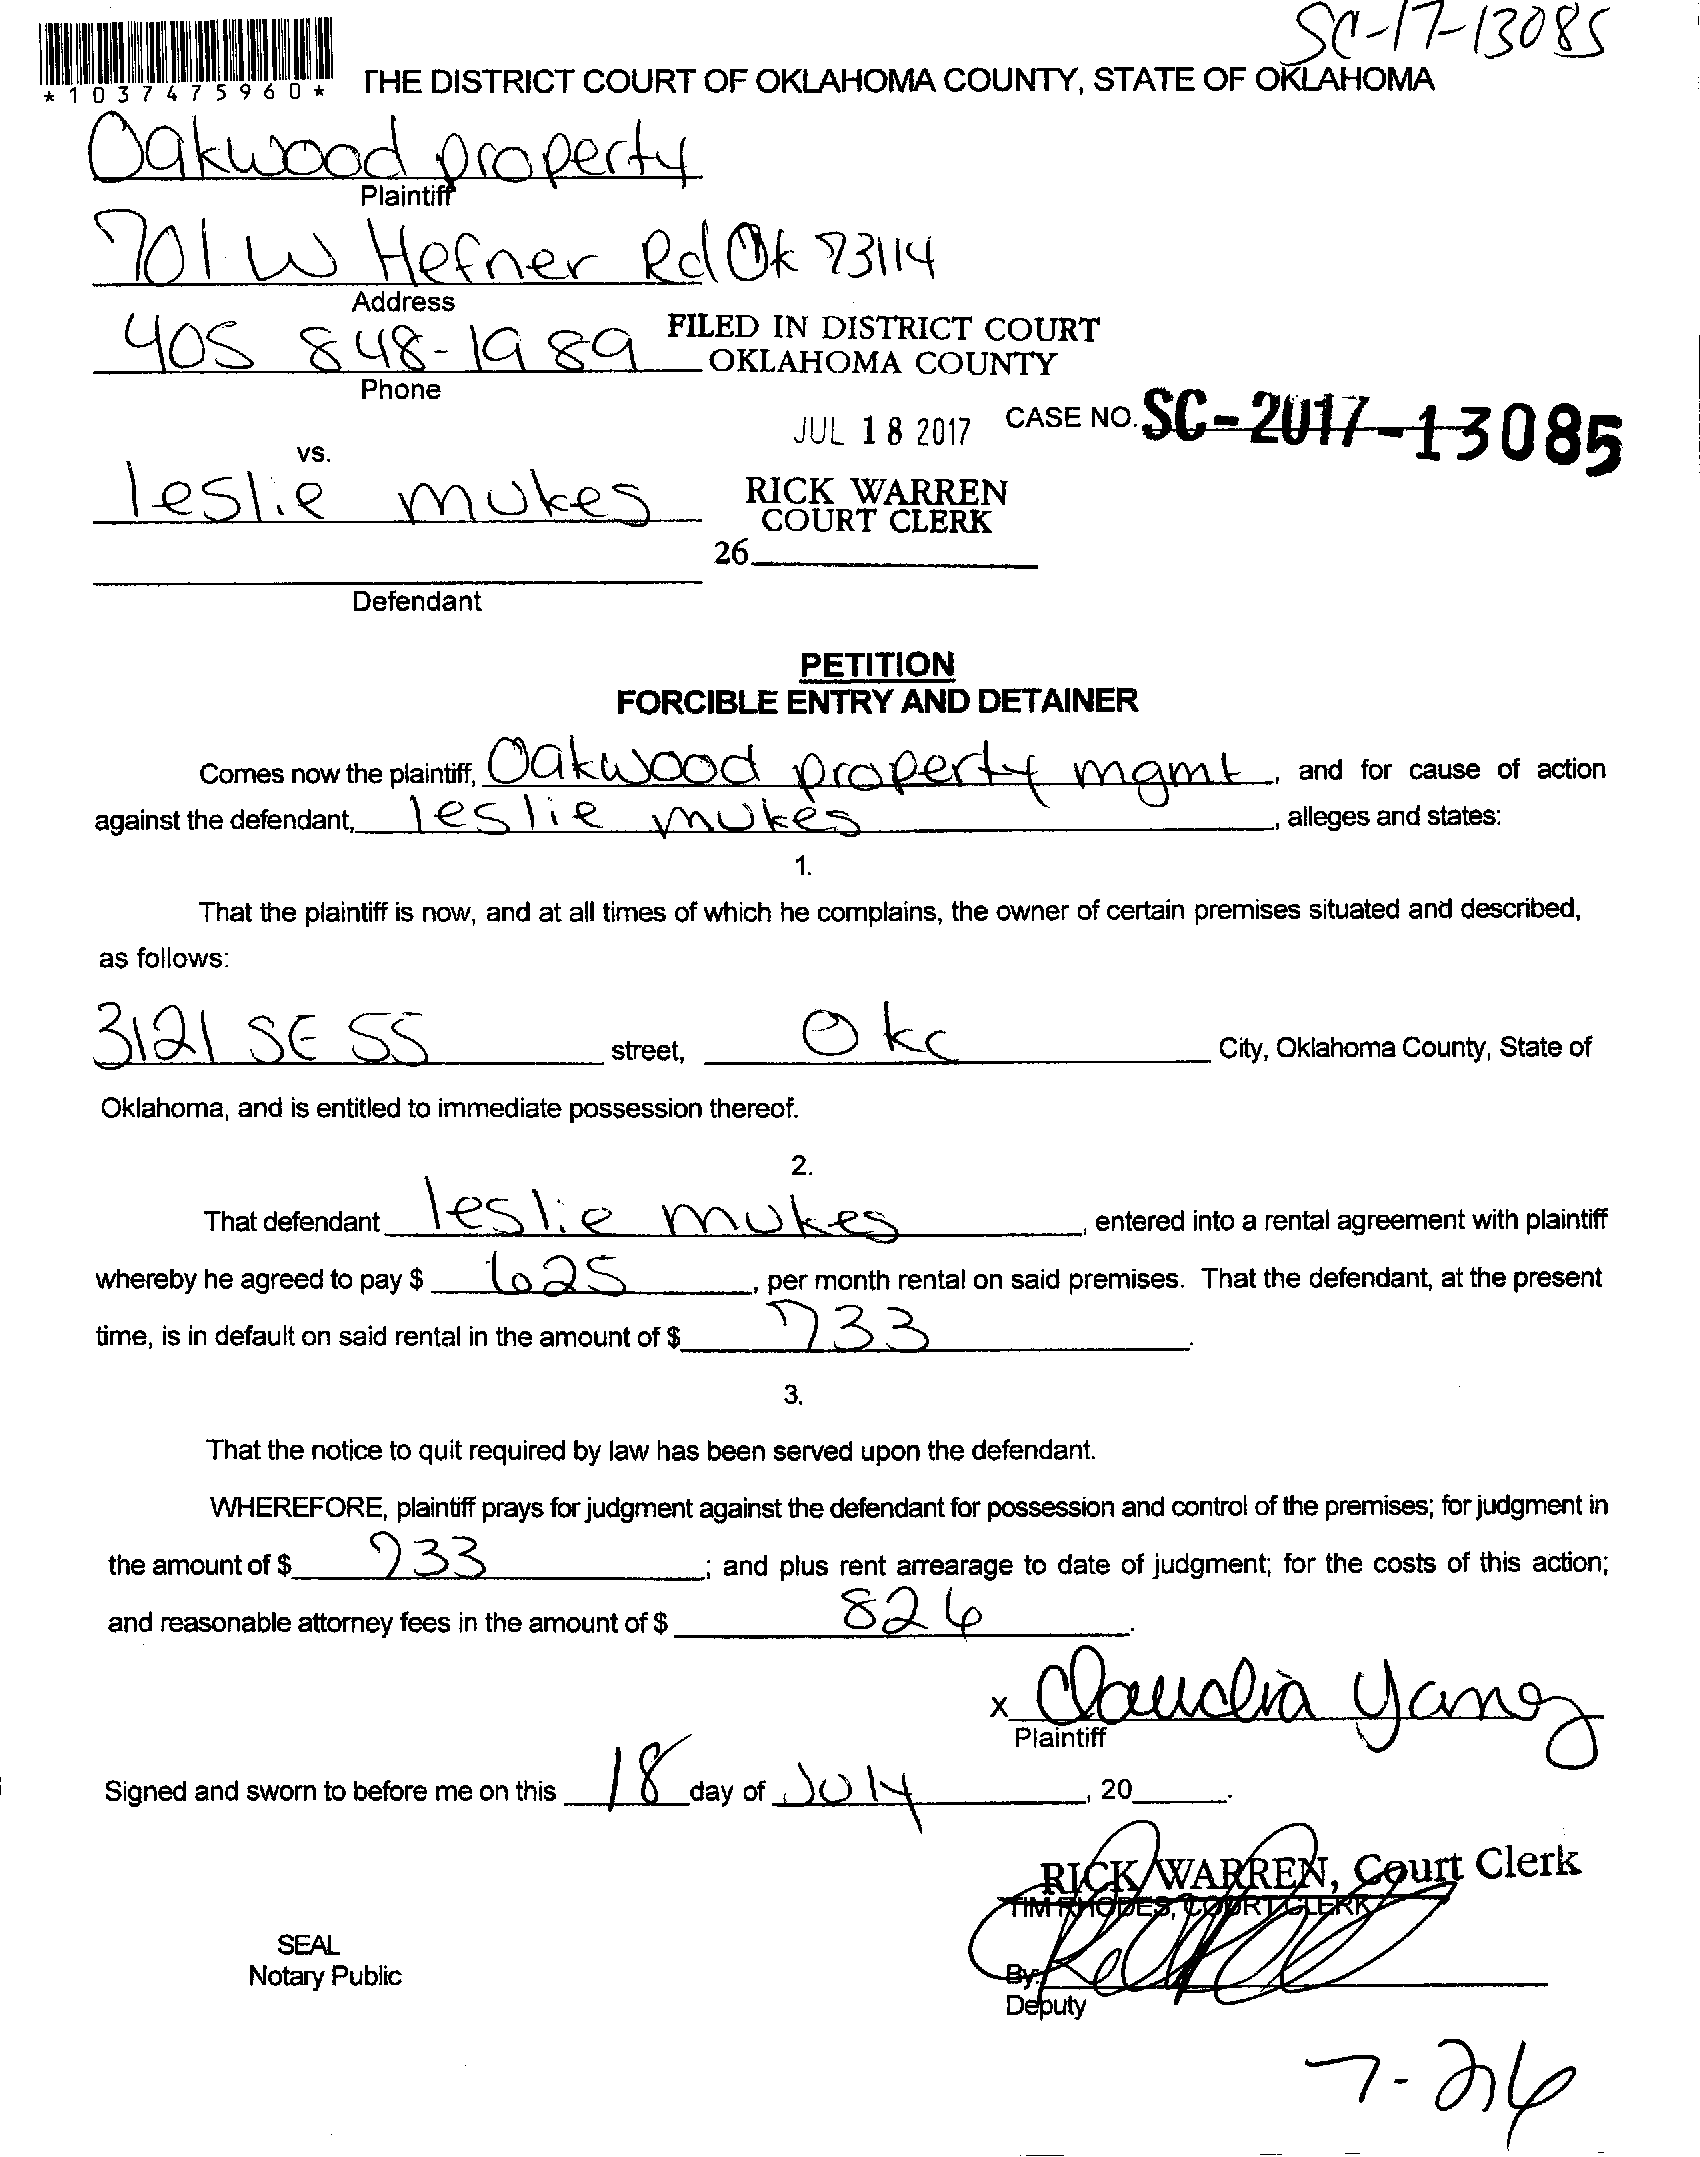 SC-17-13085
*1037475960*
THE DISTRICT COURT OF OKLAHOMA COUNTY, STATE OF OKLAHOMA
Oakwood property
Plaintiff
701 W Hefner Rd Ok 73114
Address
405 848-1989
Phone
FILED IN DISTRICT COURT
OKLAHOMA COUNTY
JUL 18 2017
CASE NO. SC-2017-13085
vs.
leslie mukes
RICK WARREN
COURT CLERK
26
Defendant
PETITION
FORCIBLE ENTRY AND DETAINER
Comes now the plaintiff, Oakwood property mgmt, and for cause of action
against the defendant, leslie mukes, alleges and states:
1.
That the plaintiff is now, and at all times of which he complains, the owner of certain premises situated and described,
as follows:
3121 SE 55 street, Okc City, Oklahoma County, State of
Oklahoma, and is entitled to immediate possession thereof.
2.
That defendant leslie mukes, entered into a rental agreement with plaintiff
whereby he agreed to pay $ 625, per month rental on said premises. That the defendant, at the present
time, is in default on said rental in the amount of $ 733.
3.
That the notice to quit required by law has been served upon the defendant.
WHEREFORE, plaintiff prays for judgment against the defendant for possession and control of the premises; for judgment in
the amount of $ 733; and plus rent arrearage to date of judgment; for the costs of this action;
and reasonable attorney fees in the amount of $ 826.
x Claudia Yanez
Plaintiff
Signed and sworn to before me on this 18 day of July, 20.
RICK WARREN, Court Clerk
TIM RHODES, COURT CLERK
SEAL
Notary Public
By:
Deputy
7-26